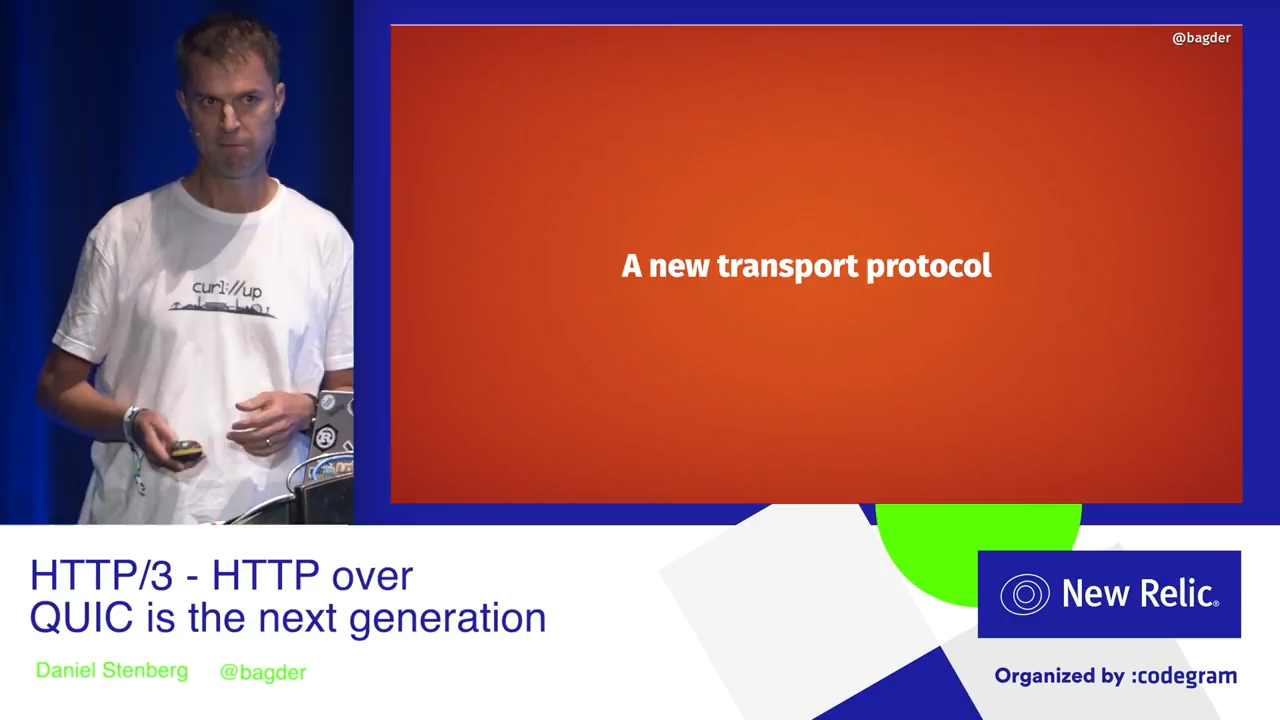 @bagder
A new transport protocol
curl://up
HTTP/3 - HTTP over
QUIC is the next generation
Daniel Stenberg @bagder
New Relic®
Organized by :codegram